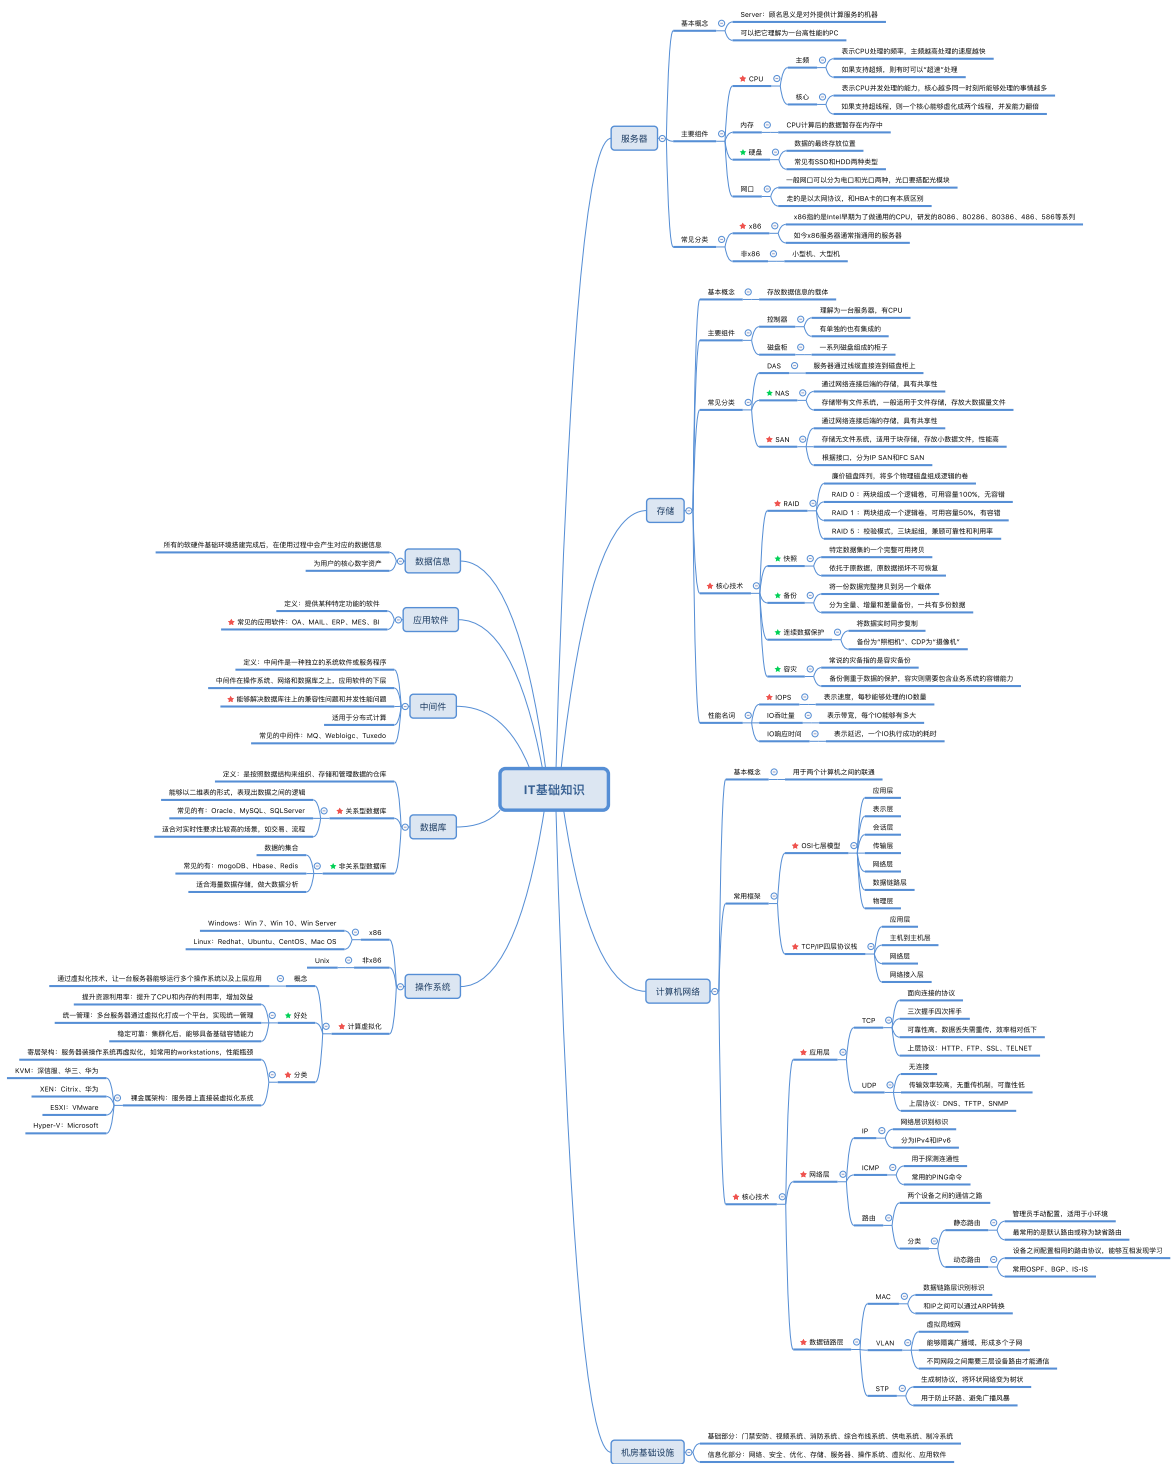 IT基础知识
服务器
基本概念
Server：顾名思义是对外提供计算服务的机器
可以把它理解为一台高性能的PC
主要组件
CPU
主频
表示CPU处理的频率，主频越高处理的速度越快
如果支持超频，则有时可以“超速”处理
核心
表示CPU并发处理的能力，核心越多同一时刻所能够处理的事情越多
如果支持超线程，则一个核心能够虚化成两个线程，并发能力翻倍
内存
CPU计算后的数据暂存在内存中
硬盘
数据的最终存放位置
常见有SSD和HDD两种类型
网口
一般网口可以分为电口和光口两种，光口要搭配光模块
走的是以太网协议，和HBA卡的口有本质区别
常见分类
x86
x86指的是Intel早期为了做通用的CPU，研发的8086、80286、80386、486、586等系列
如今x86服务器通常指通用的服务器
非x86
小型机、大型机
存储
基本概念
存放数据信息的载体
主要组件
控制器
理解为一台服务器，有CPU
有单独的也有集成的
磁盘柜
一系列磁盘组成的柜子
常见分类
DAS
服务器通过线缆直接连到磁盘柜上
NAS
通过网络连接后端的存储，具有共享性
存储带有文件系统，一般适用于文件存储，存放大数据量文件
SAN
通过网络连接后端的存储，具有共享性
存储无文件系统，适用于块存储，存放小数据文件，性能高
根据接口，分为IP SAN和FC SAN
核心技术
RAID
廉价磁盘阵列，将多个物理磁盘组成逻辑的卷
RAID 0：两块组成一个逻辑卷，可用容量100%，无容错
RAID 1：两块组成一个逻辑卷，可用容量50%，有容错
RAID 5：校验模式，三块起组，兼顾可靠性和利用率
快照
特定数据集的一个完整可用拷贝
依托于原数据，原数据损坏不可恢复
备份
将一份数据完整拷贝到另一个载体
分为全量、增量和差量备份，一共有多份数据
连续数据保护
将数据实时同步复制
备份为“照相机”、CDP为“摄像机”
容灾
常说的灾备指的是容灾备份
备份侧重于数据的保护，容灾则需要包含业务系统的容错能力
性能名词
IOPS
表示速度，每秒能够处理的IO数量
IO吞吐量
表示带宽，每个IO能够有多大
IO响应时间
表示延迟，一个IO执行成功的耗时
计算机网络
基本概念
用于两个计算机之间的联通
常用框架
OSI七层模型
应用层
表示层
会话层
传输层
网络层
数据链路层
物理层
TCP/IP四层协议栈
应用层
主机到主机层
网络层
网络接入层
核心技术
应用层
TCP
面向连接的协议
三次握手四次挥手
可靠性高，数据丢失需重传，效率相对低下
上层协议：HTTP、FTP、SSL、TELNET
UDP
无连接
传输效率较高，无重传机制，可靠性低
上层协议：DNS、TFTP、SNMP
网络层
IP
网络层识别标识
分为IPv4和IPv6
ICMP
用于探测连通性
常用的PING命令
路由
两个设备之间的通信之路
分类
静态路由
管理员手动配置，适用于小环境
最常用的是默认路由或称为缺省路由
动态路由
设备之间配置相同的路由协议，能够互相发现学习
常用OSPF、BGP、IS-IS
数据链路层
MAC
数据链路层识别标识
和IP之间可以通过ARP转换
VLAN
虚拟局域网
能够隔离广播域，形成多个子网
不同网段之间需要三层设备路由才能通信
STP
生成树协议，将环状网络变为树状
用于防止环路、避免广播风暴
机房基础设施
基础部分：门禁安防、视频系统、消防系统、综合布线系统、供电系统、制冷系统
信息化部分：网络、安全、优化、存储、服务器、操作系统、虚拟化、应用软件
数据信息
所有的软硬件基础环境搭建完成后，在使用过程中会产生对应的数据信息
为用户的核心数字资产
应用软件
定义：提供某种特定功能的软件
常见的应用软件：OA、MAIL、ERP、MES、BI
中间件
定义：中间件是一种独立的系统软件或服务程序
中间件在操作系统、网络和数据库之上，应用软件的下层
能够解决数据库往上的兼容性问题和并发性能问题
适用于分布式计算
常见的中间件：MQ、Webloigc、Tuxedo
数据库
定义：是按照数据结构来组织、存储和管理数据的仓库
关系型数据库
能够以二维表的形式，表现出数据之间的逻辑
常见的有：Oracle、MySQL、SQLServer
适合对实时性要求比较高的场景，如交易、流程
非关系型数据库
数据的集合
常见的有：mogoDB、Hbase、Redis
适合海量数据存储，做大数据分析
操作系统
x86
Windows：Win 7、Win 10、Win Server
Linux：Redhat、Ubuntu、CentOS、Mac OS
非x86
Unix
计算虚拟化
概念
通过虚拟化技术，让一台服务器能够运行多个操作系统以及上层应用
好处
提升资源利用率：提升了CPU和内存的利用率，增加效益
统一管理：多台服务器通过虚拟化打成一个平台，实现统一管理
稳定可靠：集群化后，能够具备基础容错能力
分类
寄居架构：服务器装操作系统再虚拟化，如常用的workstations，性能瓶颈
裸金属架构：服务器上直接装虚拟化系统
KVM：深信服、华三、华为
XEN：Citrix、华为
ESXI：VMware
Hyper-V：Microsoft